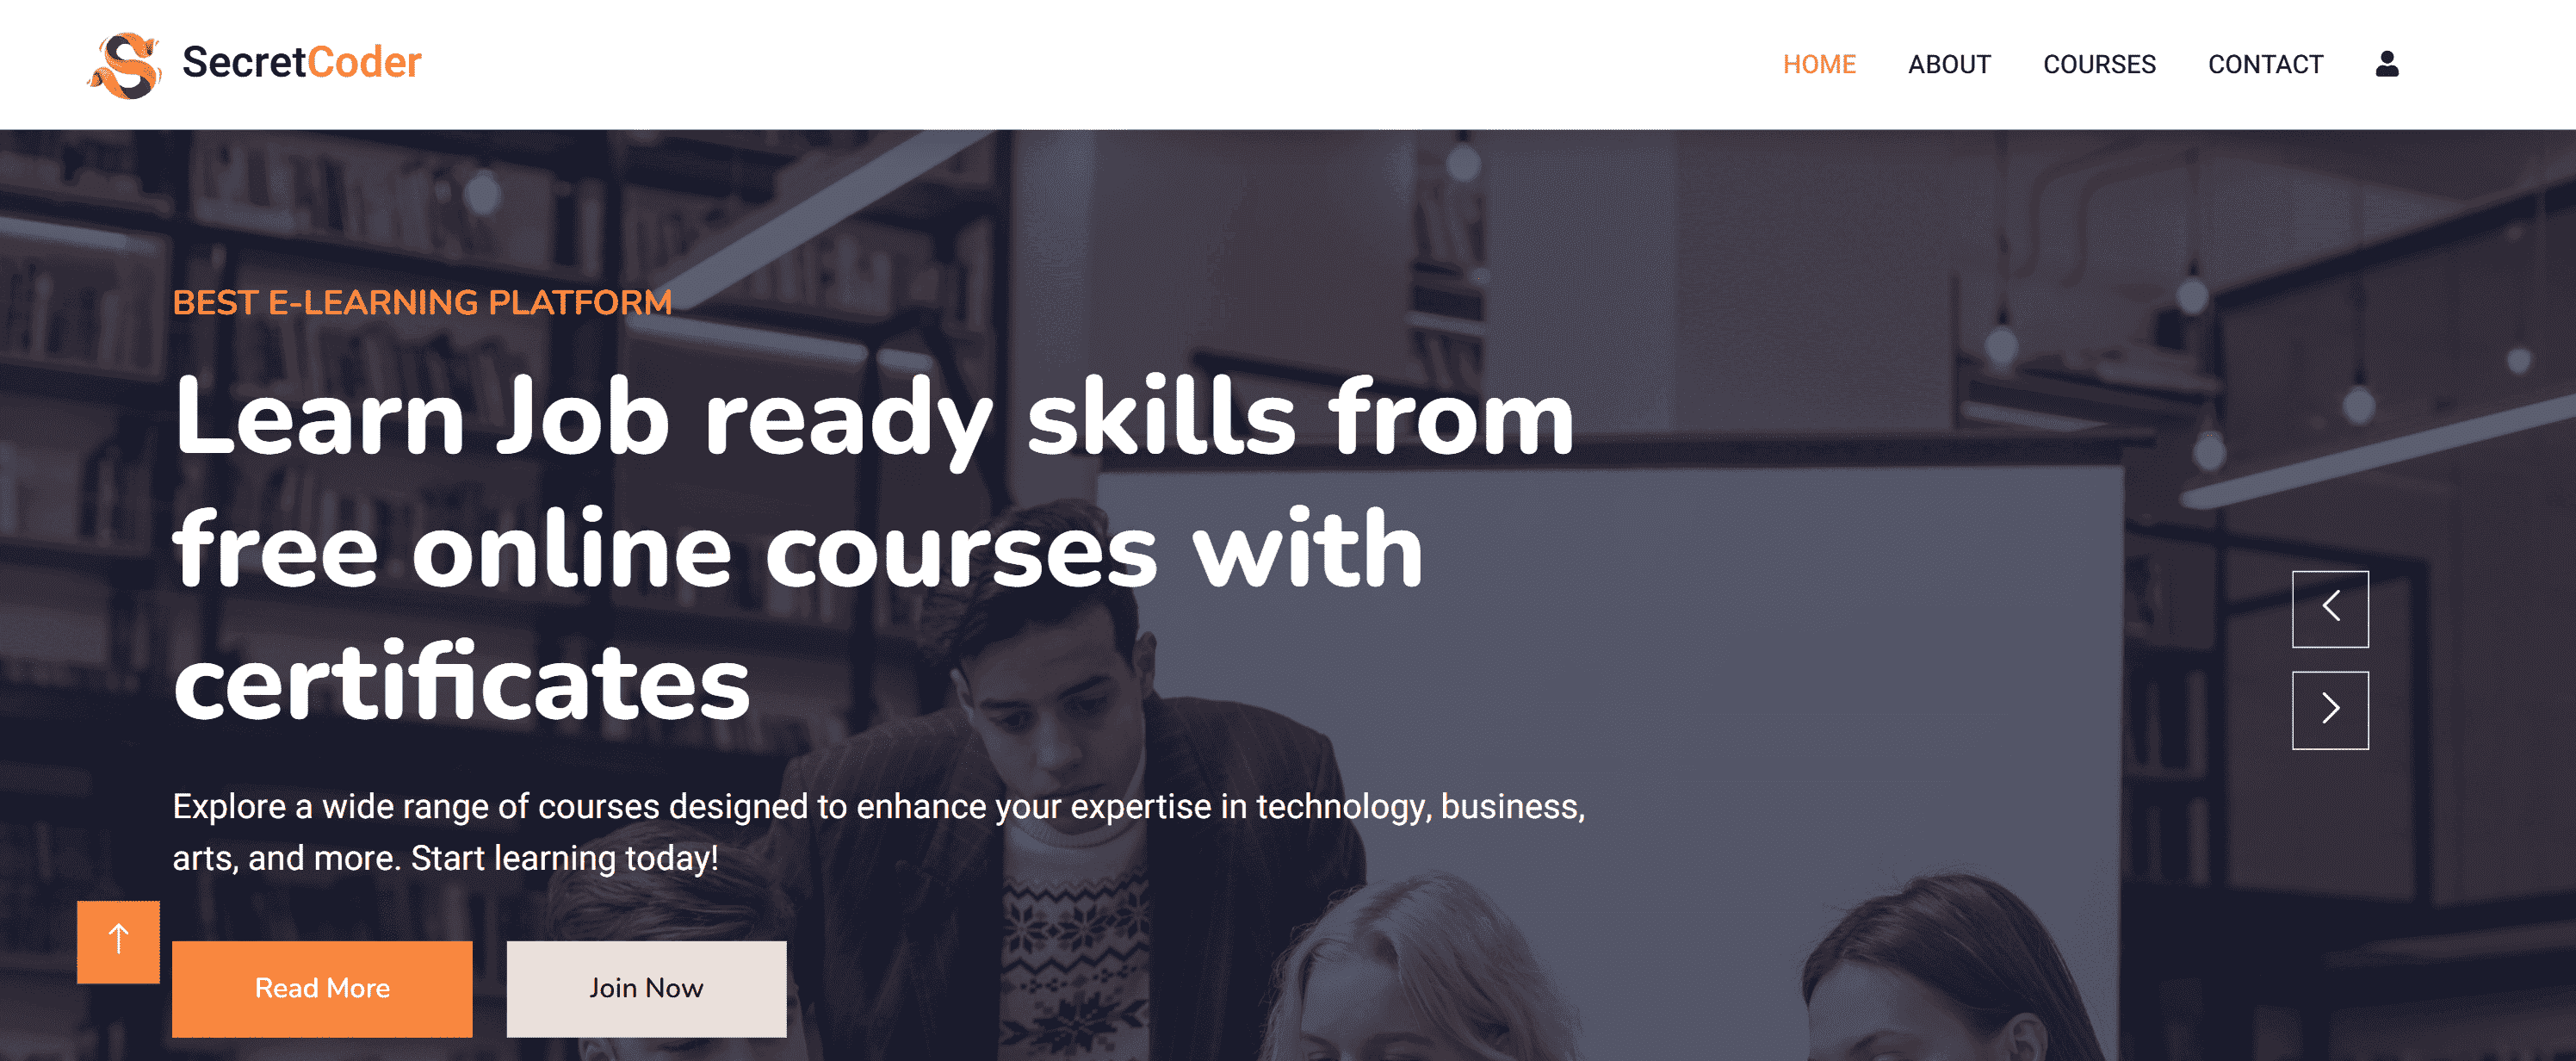 SecretCoder
HOME ABOUT COURSES CONTACT
BEST E-LEARNING PLATFORM
Learn Job ready skills from
free online courses with
certificates
Explore a wide range of courses designed to enhance your expertise in technology, business,
arts, and more. Start learning today!
Read More Join Now